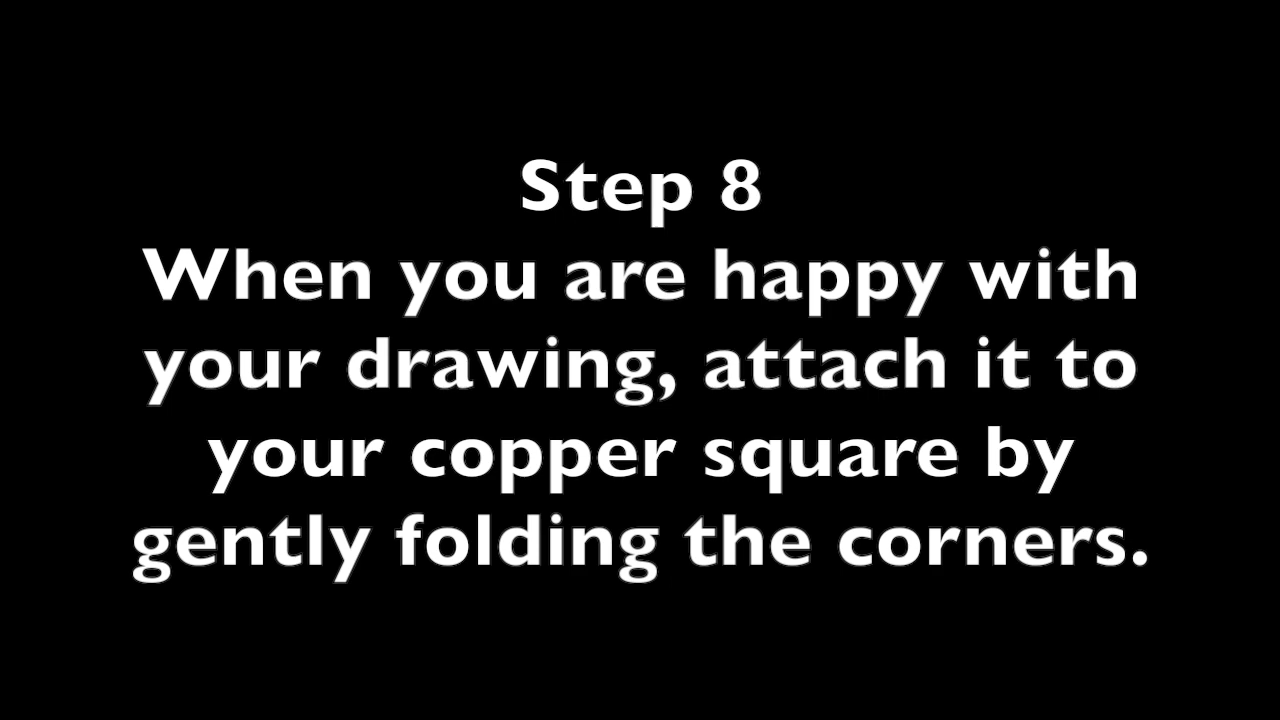 Step 8
When you are happy with
your drawing, attach it to
your copper square by
gently folding the corners.